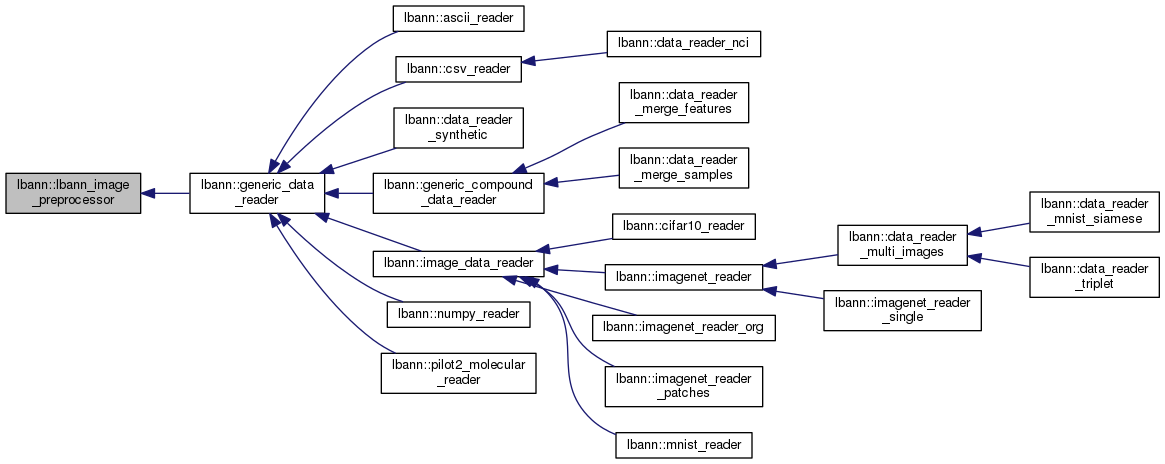 lbann::lbann_image
_preprocessor
lbann::generic_data
_reader
lbann::ascii_reader
lbann::csv_reader
lbann::data_reader
_synthetic
lbann::generic_compound
_data_reader
lbann::image_data_reader
lbann::numpy_reader
lbann::pilot2_molecular
_reader
lbann::data_reader_nci
lbann::data_reader
_merge_features
lbann::data_reader
_merge_samples
lbann::cifar10_reader
lbann::imagenet_reader
lbann::imagenet_reader_org
lbann::imagenet_reader
_patches
lbann::mnist_reader
lbann::data_reader
_multi_images
lbann::imagenet_reader
_single
lbann::data_reader
_mnist_siamese
lbann::data_reader
_triplet